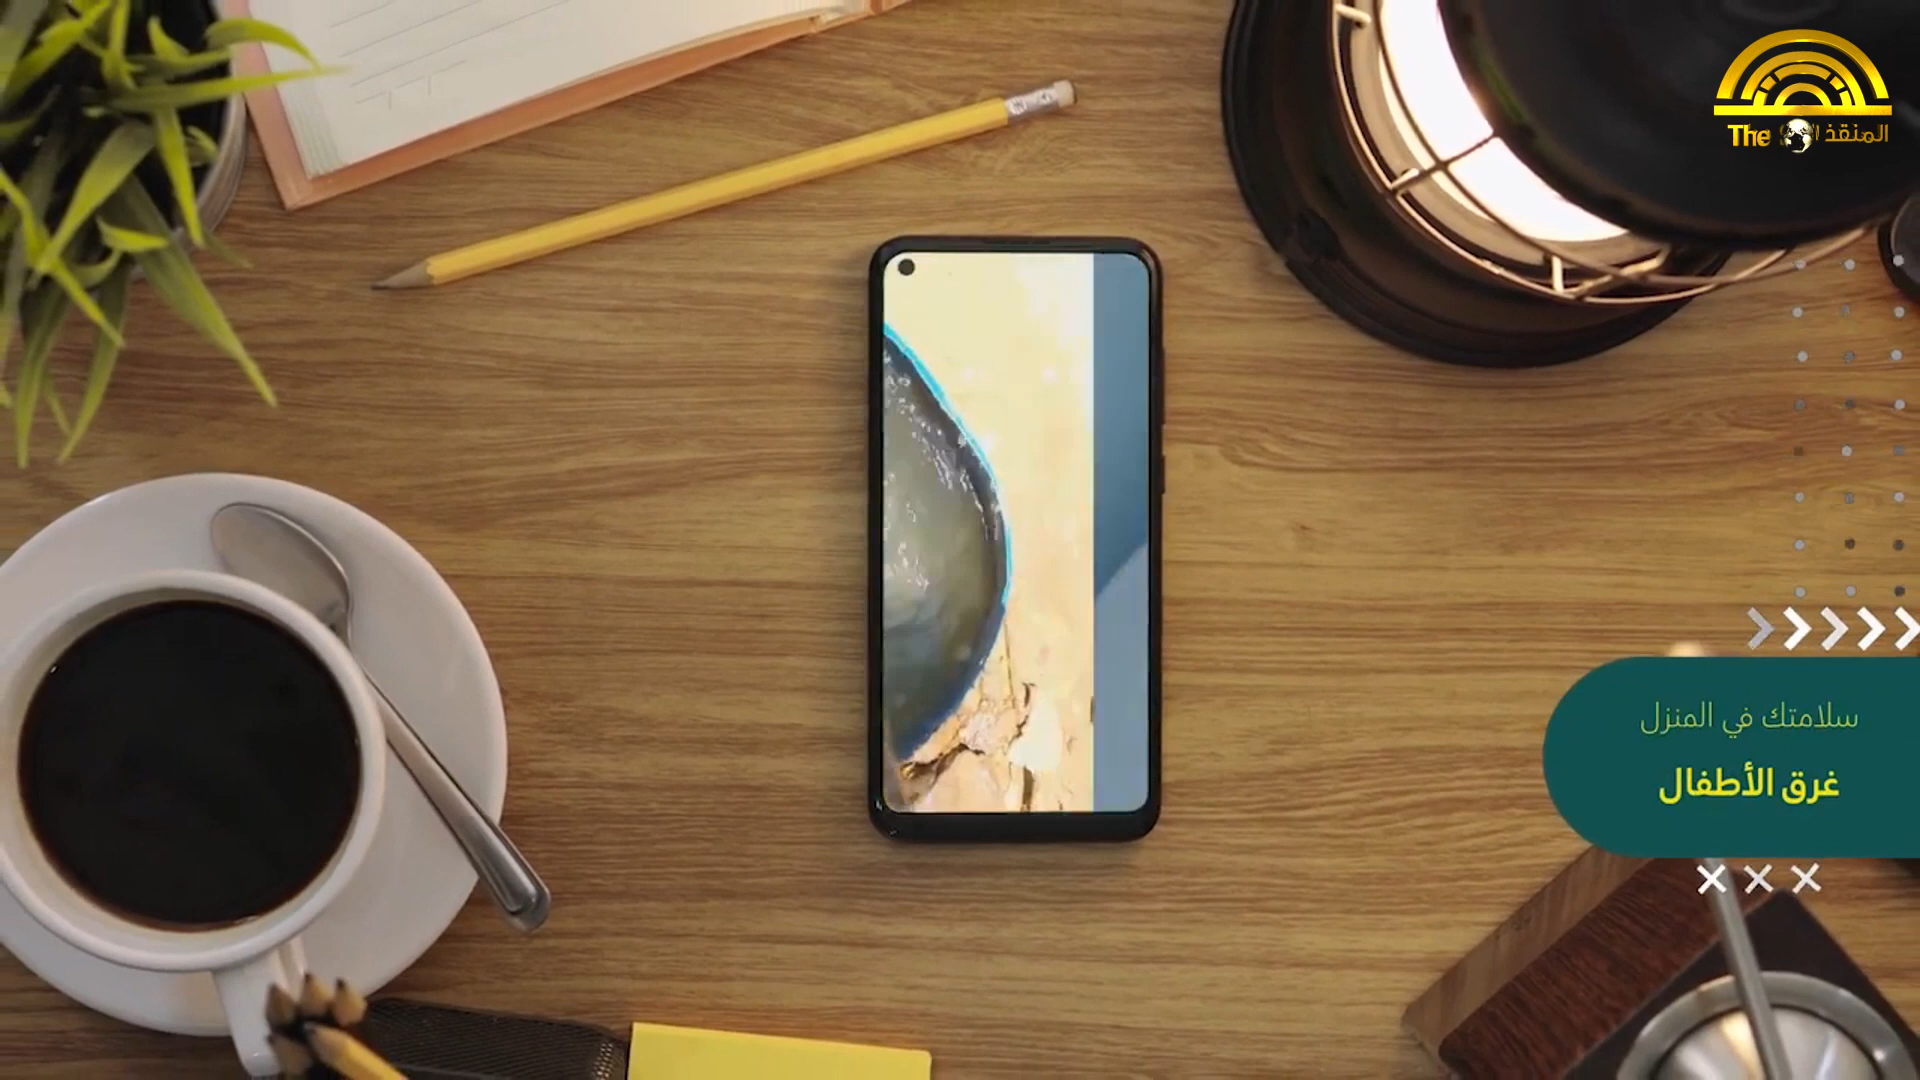 The
المنقذ
سلامتك في المنزل
غرق الأطفال